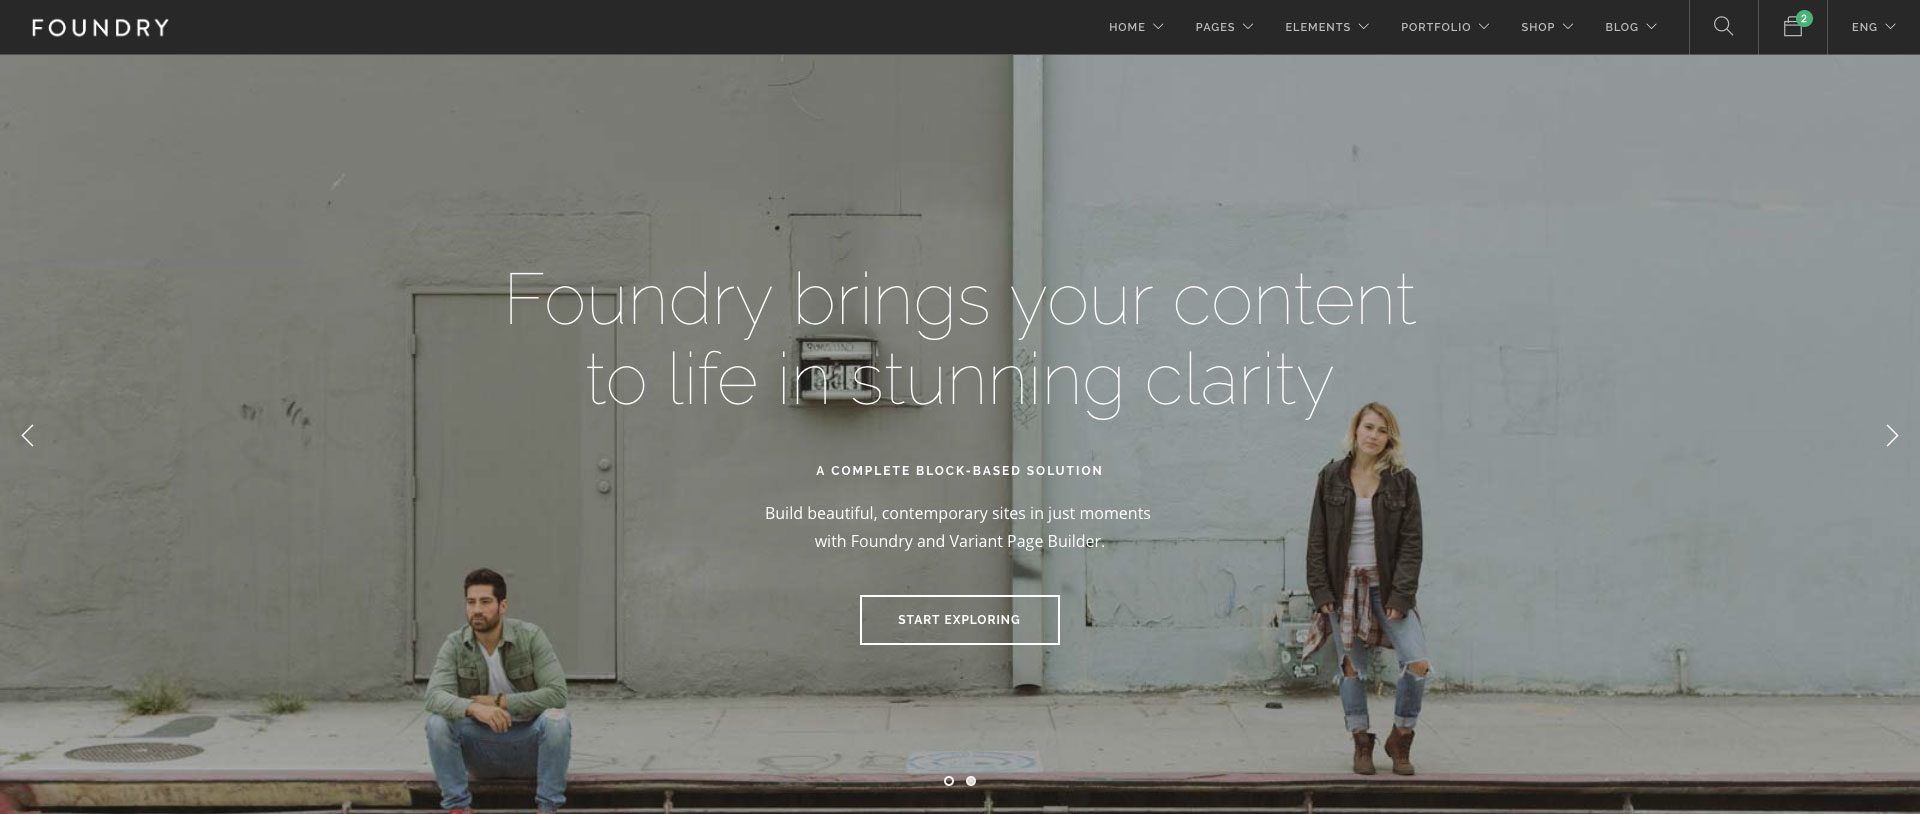 FOUNDRY
HOME
PAGES
ELEMENTS
PORTFOLIO
SHOP
BLOG
2
ENG
Foundry brings your content
to life in stunning clarity
A COMPLETE BLOCK-BASED SOLUTION
Build beautiful, contemporary sites in just moments
with Foundry and Variant Page Builder.
START EXPLORING